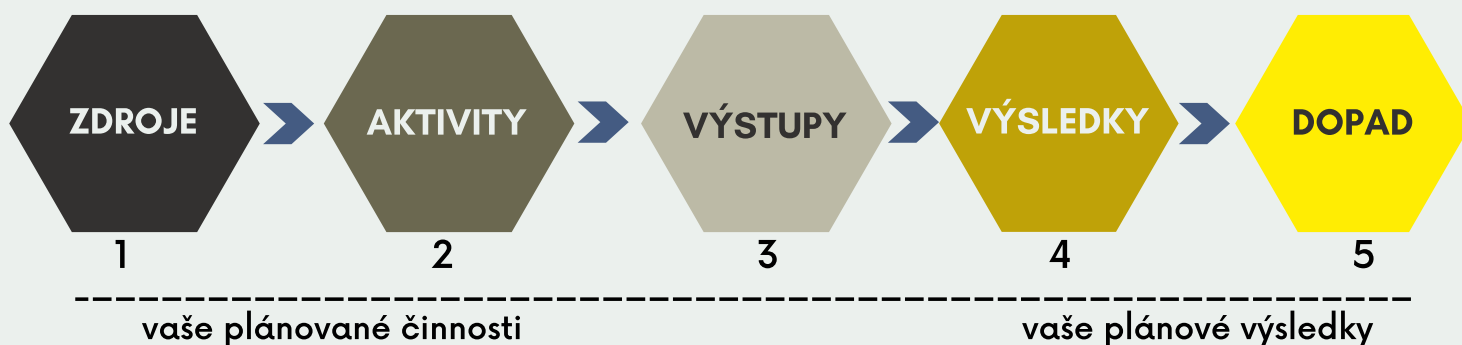 ZDROJE
AKTIVITY
VÝSTUPY
VÝSLEDKY
DOPAD
1
2
3
4
5
vaše plánované činnosti
vaše plánové výsledky